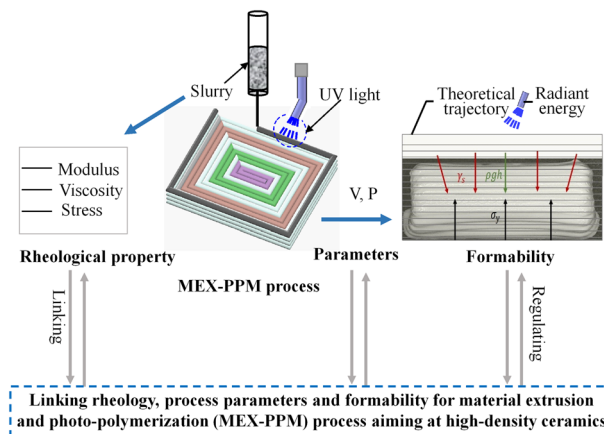 Slurry
UV light
Theoretical
trajectory
Radiant
energy
γs
ρgh
σy
Modulus
Viscosity
Stress
V, P
Rheological property
Parameters
Formability
MEX-PPM process
Linking
Regulating
Linking rheology, process parameters and formability for material extrusion
and photo-polymerization (MEX-PPM) process aiming at high-density ceramics